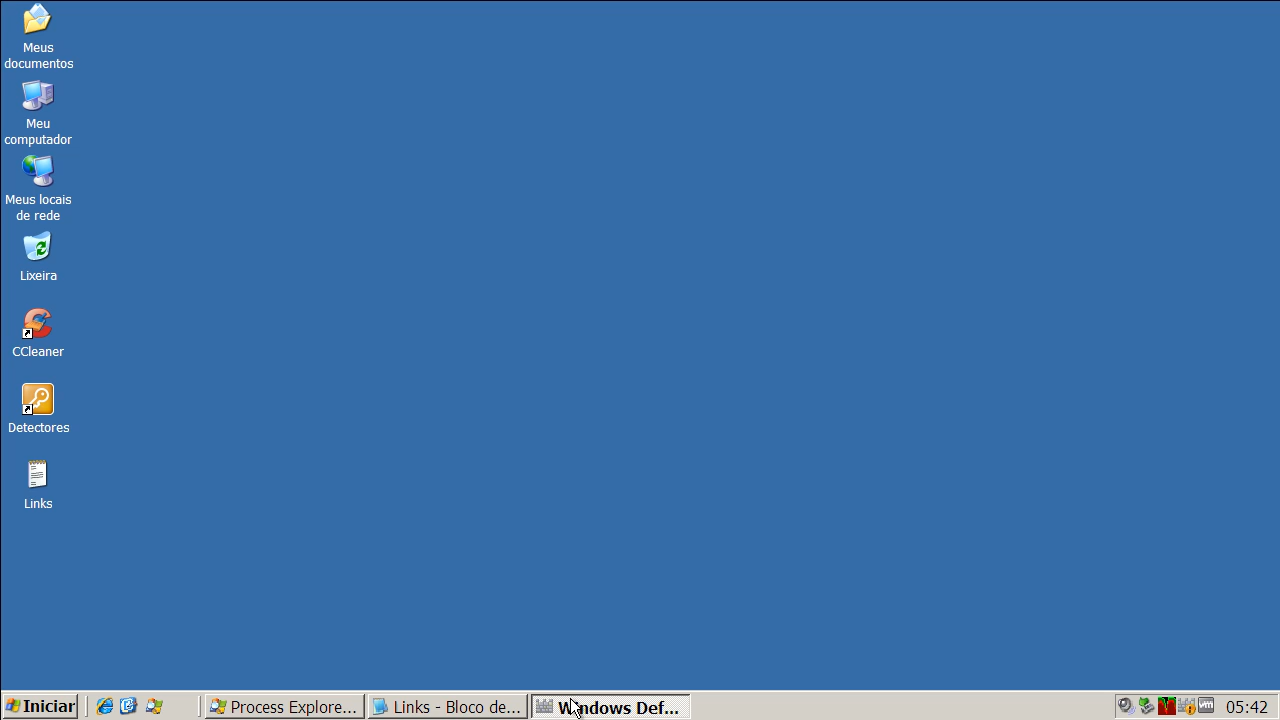 Meus
documentos
Meu
computador
Meus locais
de rede
Lixeira
CCleaner
Detectores
Links
Iniciar
Process Explore...
Links - Bloco de...
Windows Def...
05:42